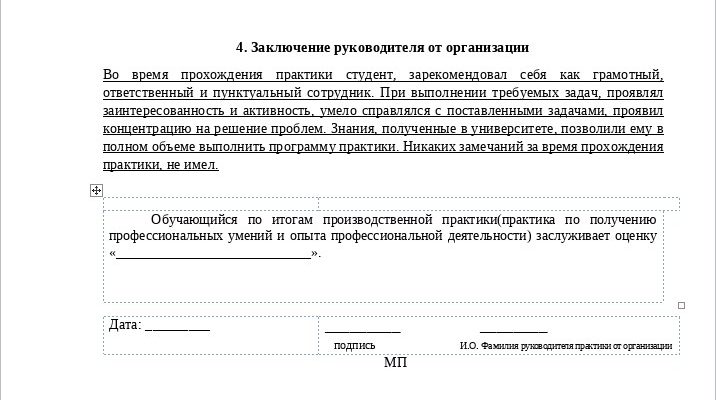 4. Заключение руководителя от организации
Во время прохождения практики студент, зарекомендовал себя как грамотный,
ответственный и пунктуальный сотрудник. При выполнении требуемых задач, проявлял
заинтересованность и активность, умело справлялся с поставленными задачами, проявил
концентрацию на решение проблем. Знания, полученные в университете, позволили ему в
полном объеме выполнить программу практики. Никаких замечаний за время прохождения
практики, не имел.
Обучающийся по итогам производственной практики(практика по получению
профессиональных умений и опыта профессиональной деятельности) заслуживает оценку
«____________________________».
Дата: _________ ___________ __________
подпись И.О. Фамилия руководителя практики от организации
МП